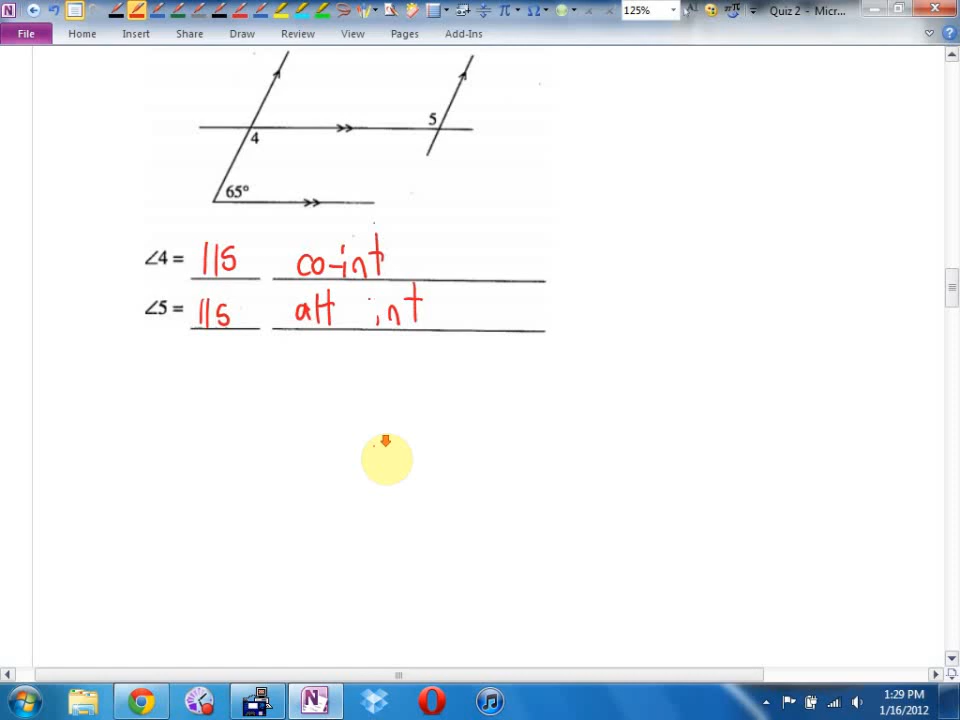 125%
Quiz 2 - Micr...
File Home Insert Share Draw Review View Pages Add-Ins
5
4
65°
∠4 = 115 co-int
∠5 = 115 alt int
1:29 PM
1/16/2012